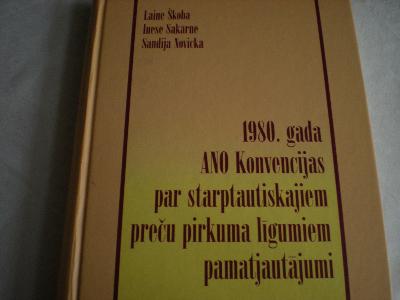 Laine Škoba
Inese Sakarne
Sandija Novicka
1980. gada
ANO Konvencijas
par starptautiskajiem
preču pirkuma līgumiem
pamatjautājumi